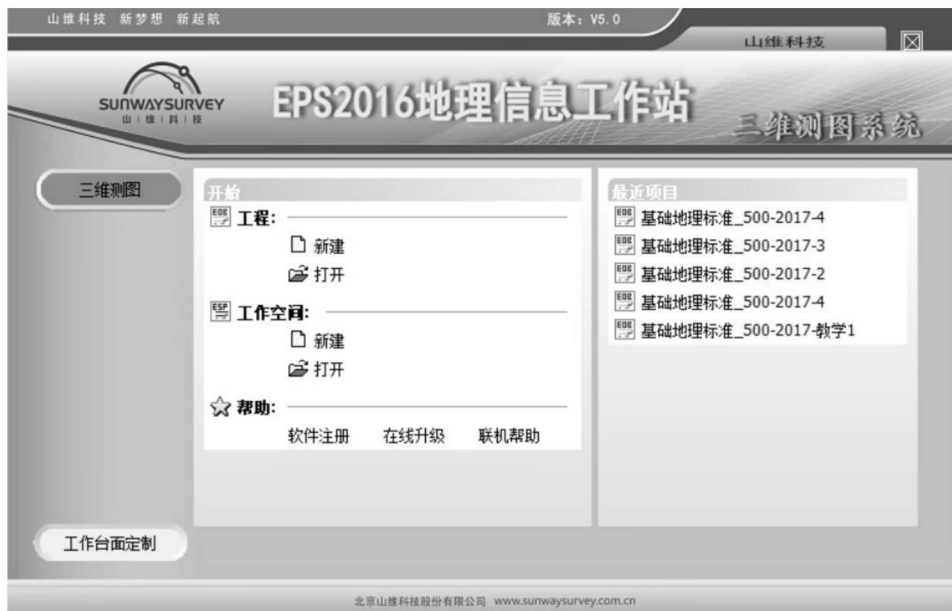 山维科技 新梦想 新起航
版本：V5.0
山维科技
SUNWAYSURVEY
山|维|科|技
EPS2016地理信息工作站
三维测图系统
三维测图
开始
EDB 工程：
新建
打开
ESP 工作空间：
新建
打开
帮助：
软件注册 在线升级 联机帮助
最近项目
EDB 基础地理标准_500-2017-4
EDB 基础地理标准_500-2017-3
EDB 基础地理标准_500-2017-2
EDB 基础地理标准_500-2017-4
EDB 基础地理标准_500-2017-教学1
工作台面定制
北京山维科技股份有限公司 www.sunwaysurvey.com.cn